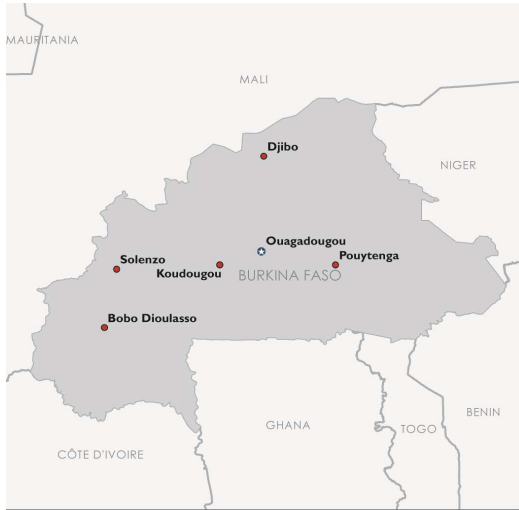 MAURITANIA
MALI
Djibo
NIGER
Ouagadougou
Solenzo
Pouytenga
Koudougou
BURKINA FASO
Bobo Dioulasso
BENIN
GHANA
TOGO
CÔTE D'IVOIRE